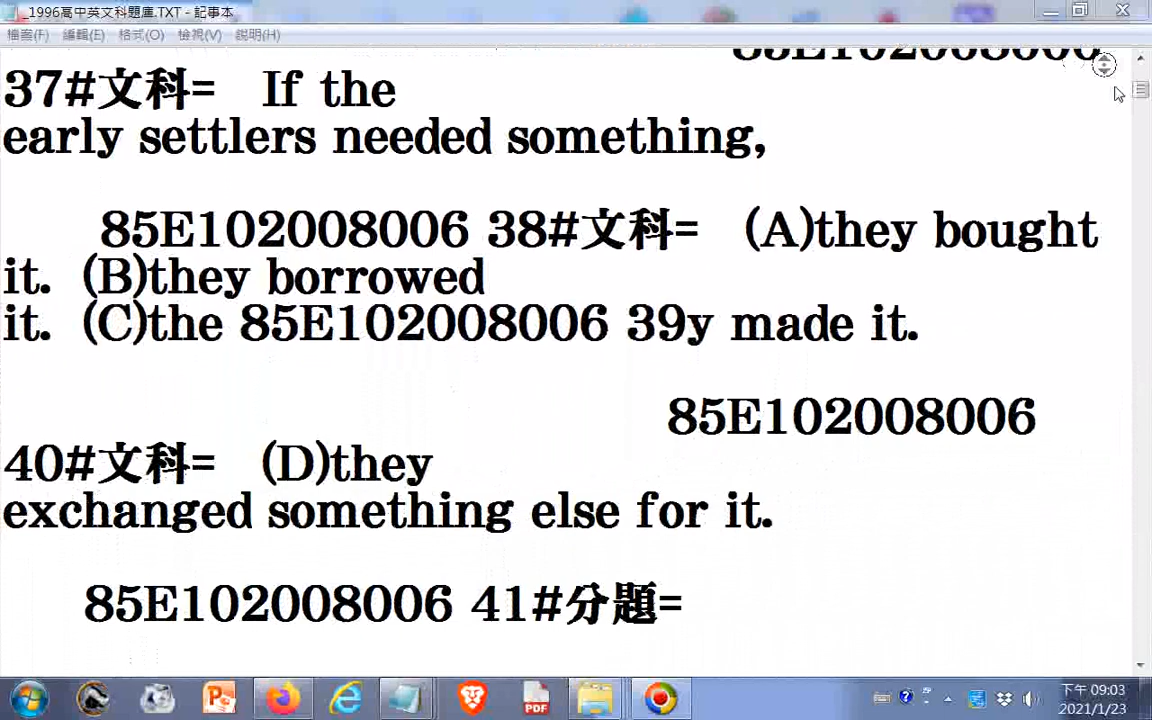 _1996高中英文科題庫.TXT - 記事本
檔案(F) 編輯(E) 格式(O) 檢視(V) 說明(H)
85E102008006
37#文科= If the
early settlers needed something,
85E102008006 38#文科= (A)they bought
it. (B)they borrowed
it. (C)the 85E102008006 39y made it.
85E102008006
40#文科= (D)they
exchanged something else for it.
85E102008006 41#分題=
PDF
下午 09:03
2021/1/23